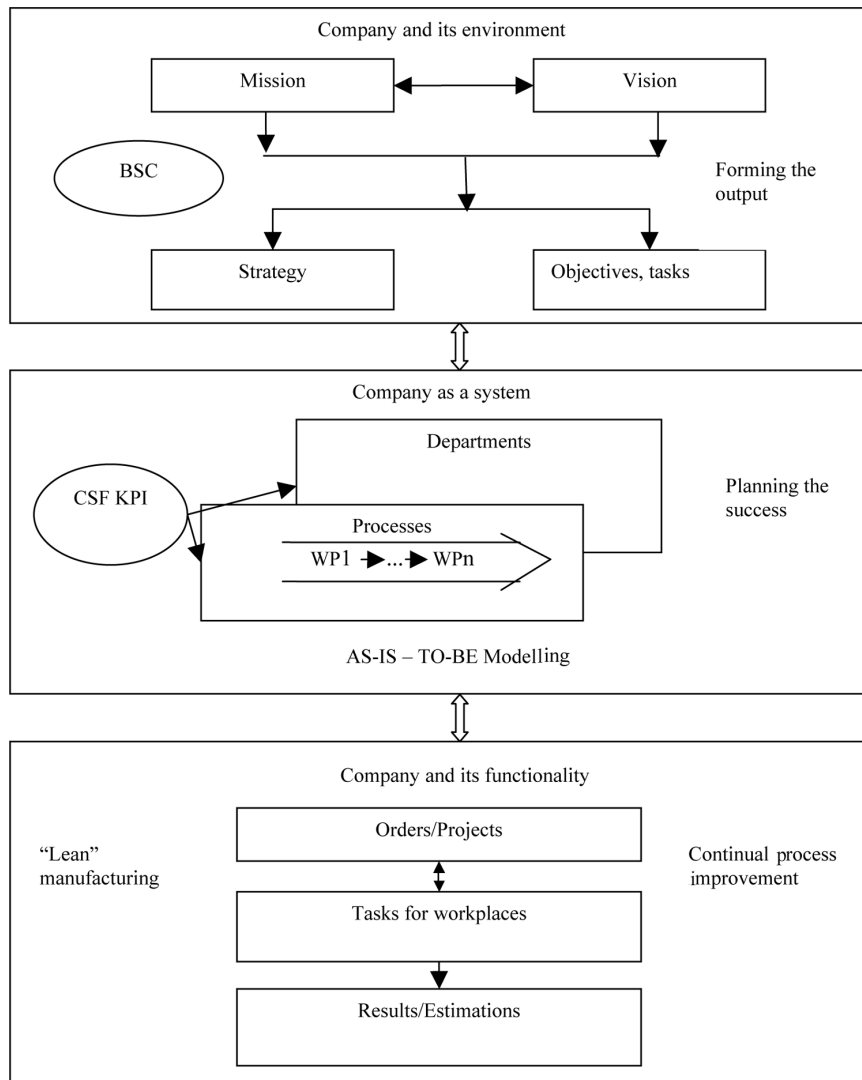 Company and its environment
Mission
Vision
BSC
Forming the
output
Strategy
Objectives, tasks
Company as a system
Departments
CSF KPI
Planning the
success
Processes
WP1
...
WPn
AS-IS – TO-BE Modelling
Company and its functionality
Orders/Projects
“Lean”
manufacturing
Continual process
improvement
Tasks for workplaces
Results/Estimations